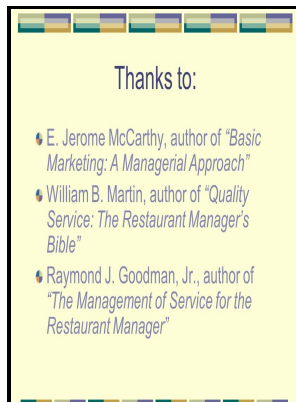 Thanks to:
E. Jerome McCarthy, author of “Basic
Marketing: A Managerial Approach”
William B. Martin, author of “Quality
Service: The Restaurant Manager’s
Bible”
Raymond J. Goodman, Jr., author of
“The Management of Service for the
Restaurant Manager”